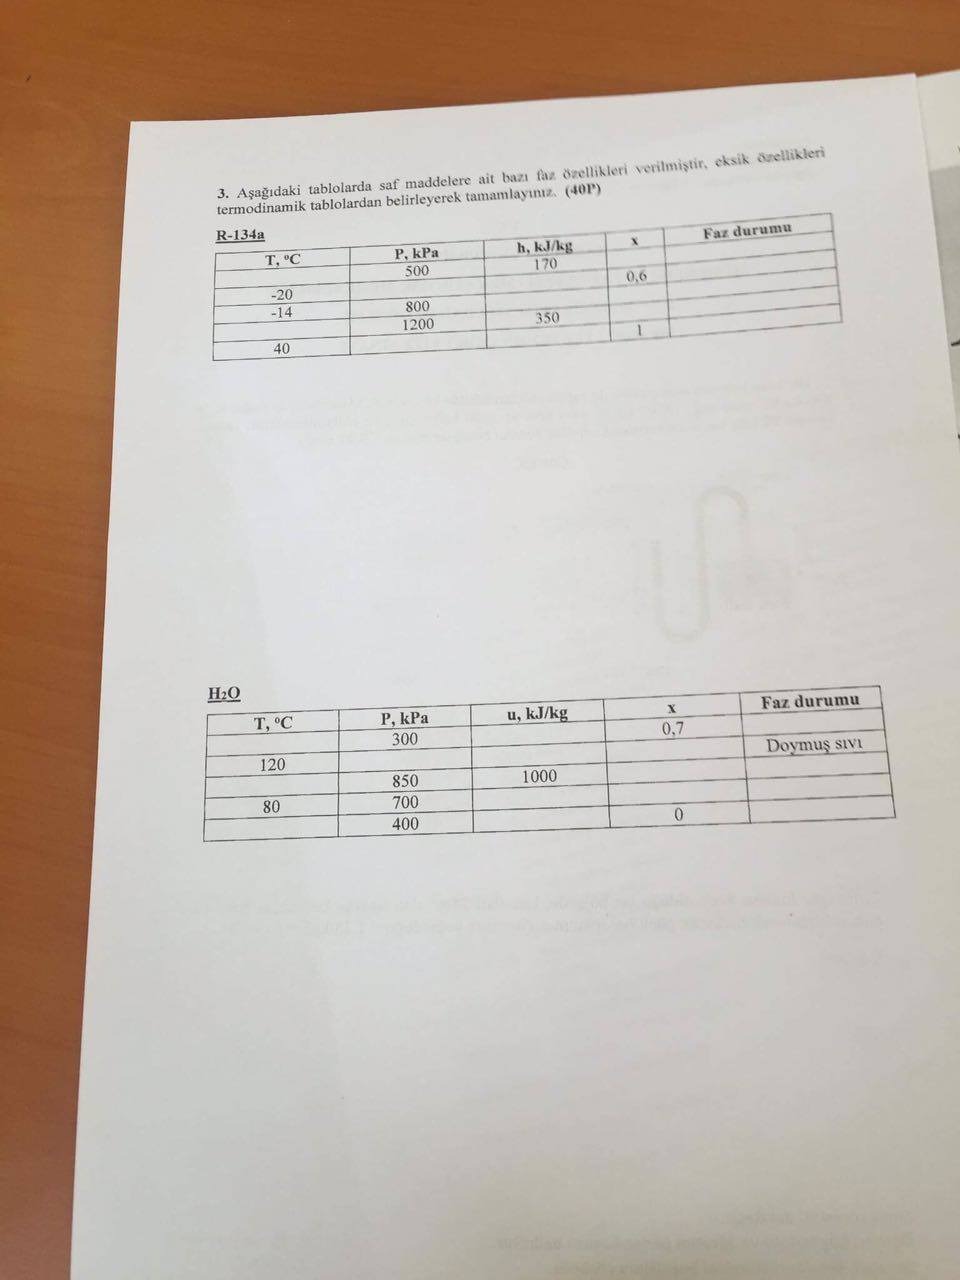 3. Aşağıdaki tablolarda saf maddelere ait bazı faz özellikleri verilmiştir, eksik özellikleri
termodinamik tablolardan belirleyerek tamamlayınız. (40P)
R-134a
T, ºC P, kPa h, kJ/kg x Faz durumu
500 170
-20 0,6
-14 800
1200 350
40 1
H₂O
T, ºC P, kPa u, kJ/kg x Faz durumu
300 0,7
120 Doymuş sıvı
850 1000
80 700
400 0